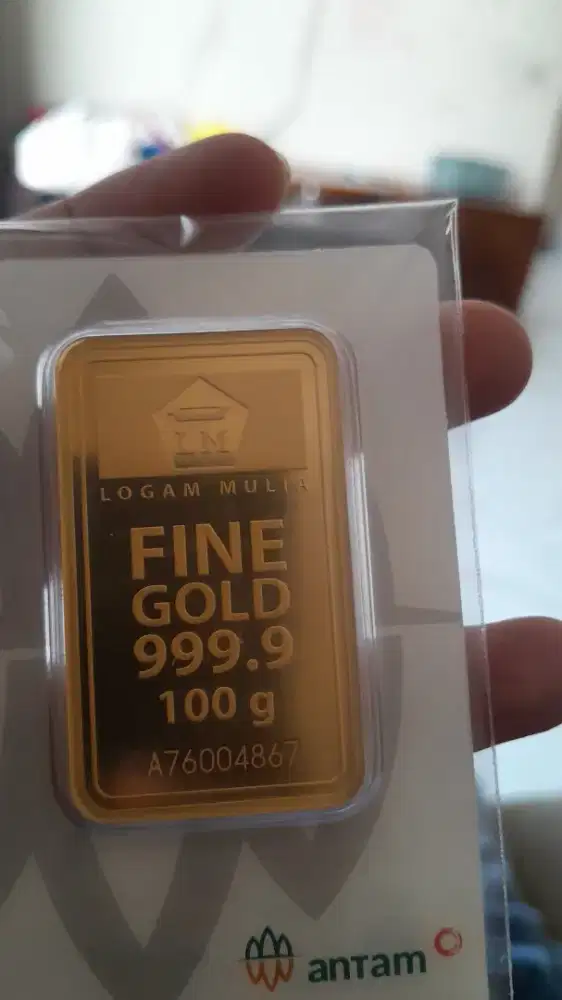 LM
LOGAM MULIA
FINE
GOLD
999.9
100 g
A76004867
antam